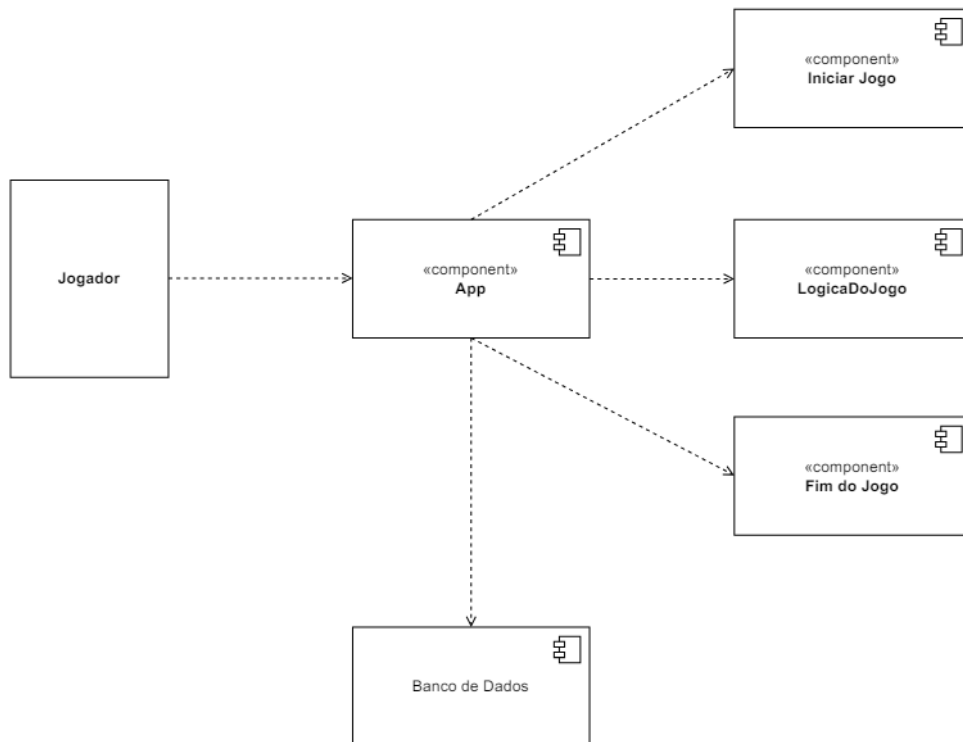 «component»
Iniciar Jogo
Jogador
«component»
App
«component»
LogicaDoJogo
«component»
Fim do Jogo
Banco de Dados